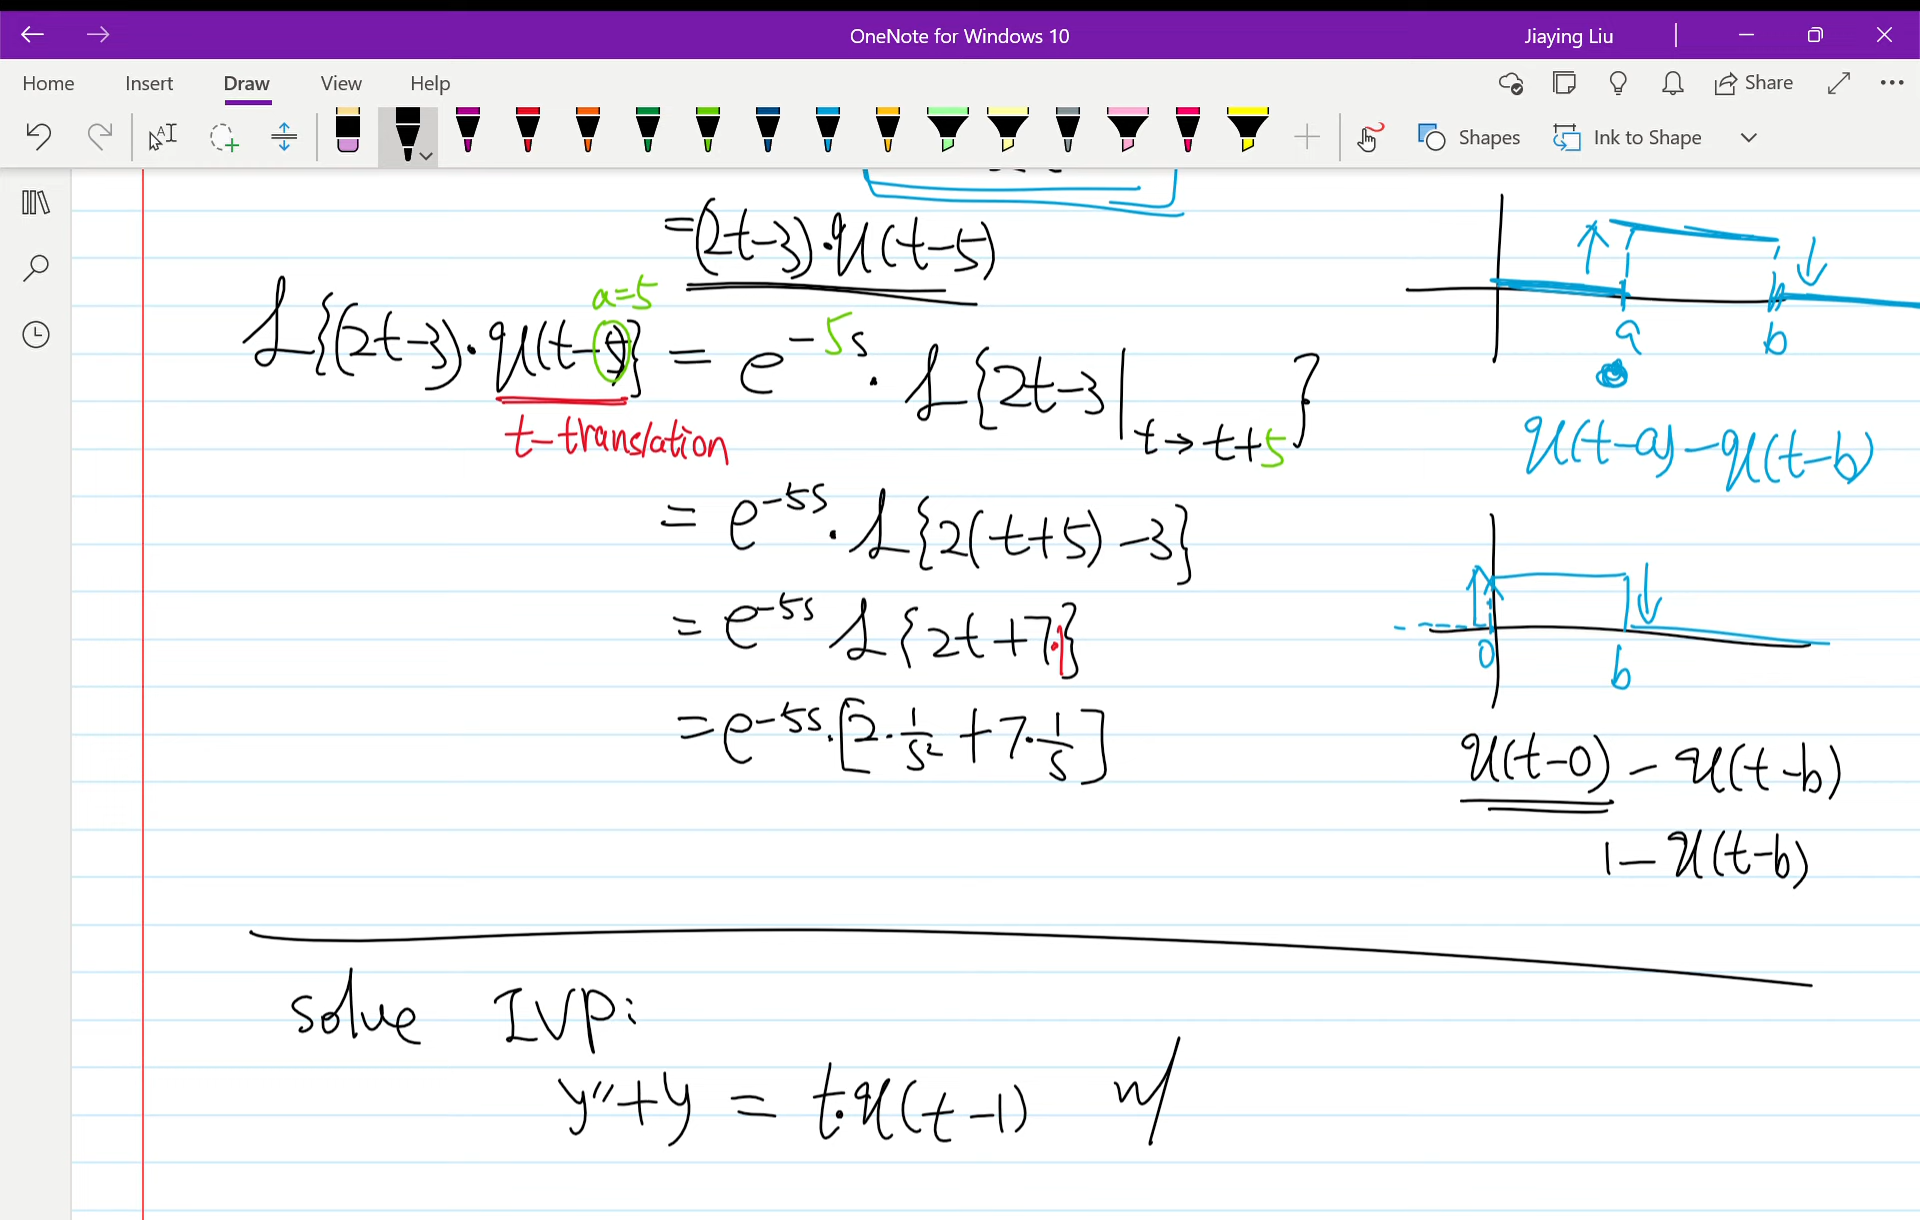 OneNote for Windows 10
Jiaying Liu
Home Insert Draw View Help
Share
Shapes
Ink to Shape
=(2t-3)·u(t-5)
a=5
ℒ{(2t-3)·u(t-5)} = e^{-5s}·ℒ{2t-3|_{t→t+5}}
t-translation
= e^{-5s}·ℒ{2(t+5)-3}
= e^{-5s} ℒ{2t+7·1}
= e^{-5s}·[2·1/s²+7·1/s]
a
b
b
u(t-a)-u(t-b)
0
b
u(t-0) - u(t-b)
1-u(t-b)
solve IVP:
y''+y = t·u(t-1) w/